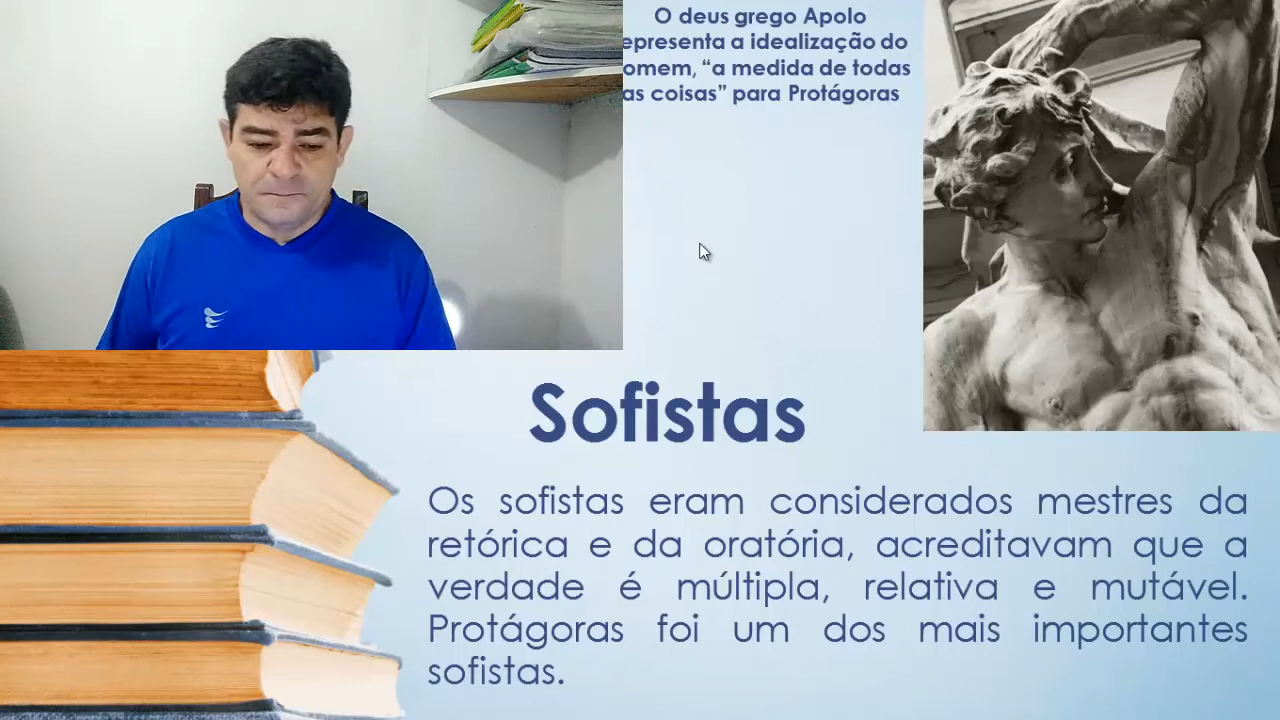 O deus grego Apolo
epresenta a idealização do
omem, “a medida de todas
as coisas” para Protágoras
Sofistas
Os sofistas eram considerados mestres da
retórica e da oratória, acreditavam que a
verdade é múltipla, relativa e mutável.
Protágoras foi um dos mais importantes
sofistas.